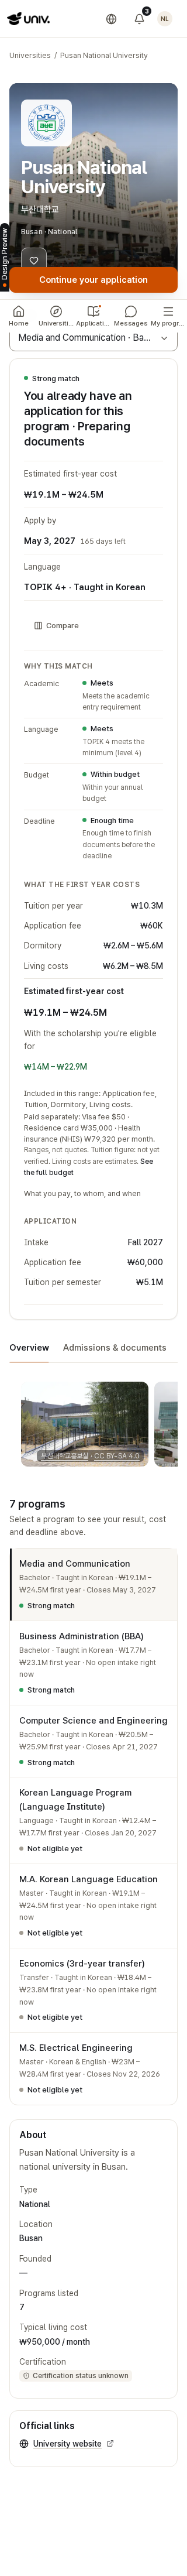 UNIV.
3
NL
Universities / Pusan National University
Pusan National
University
부산대학교
Busan · National
Design Preview
Continue your application
Home
Universiti...
Applicati...
Messages
My progr...
Media and Communication · Ba...
Strong match
You already have an
application for this
program · Preparing
documents
Estimated first-year cost
₩19.1M – ₩24.5M
Apply by
May 3, 2027 165 days left
Language
TOPIK 4+ · Taught in Korean
Compare
WHY THIS MATCH
Academic
Meets
Meets the academic
entry requirement
Language
Meets
TOPIK 4 meets the
minimum (level 4)
Budget
Within budget
Within your annual
budget
Deadline
Enough time
Enough time to finish
documents before the
deadline
WHAT THE FIRST YEAR COSTS
Tuition per year ₩10.3M
Application fee ₩60K
Dormitory ₩2.6M – ₩5.6M
Living costs ₩6.2M – ₩8.5M
Estimated first-year cost
₩19.1M – ₩24.5M
With the scholarship you're eligible
for
₩14M – ₩22.9M
Included in this range: Application fee,
Tuition, Dormitory, Living costs.
Paid separately: Visa fee $50 ·
Residence card ₩35,000 · Health
insurance (NHIS) ₩79,320 per month.
Ranges, not quotes. Tuition figure: not yet
verified. Living costs are estimates. See
the full budget
What you pay, to whom, and when
APPLICATION
Intake Fall 2027
Application fee ₩60,000
Tuition per semester ₩5.1M
Overview Admissions & documents
부산대학교홍보실 · CC BY-SA 4.0
7 programs
Select a program to see your result, cost
and deadline above.
Media and Communication
Bachelor · Taught in Korean · ₩19.1M –
₩24.5M first year · Closes May 3, 2027
Strong match
Business Administration (BBA)
Bachelor · Taught in Korean · ₩17.7M –
₩23.1M first year · No open intake right
now
Strong match
Computer Science and Engineering
Bachelor · Taught in Korean · ₩20.5M –
₩25.9M first year · Closes Apr 21, 2027
Strong match
Korean Language Program
(Language Institute)
Language · Taught in Korean · ₩12.4M –
₩17.7M first year · Closes Jan 20, 2027
Not eligible yet
M.A. Korean Language Education
Master · Taught in Korean · ₩19.1M –
₩24.5M first year · No open intake right
now
Not eligible yet
Economics (3rd-year transfer)
Transfer · Taught in Korean · ₩18.4M –
₩23.8M first year · No open intake right
now
Not eligible yet
M.S. Electrical Engineering
Master · Korean & English · ₩23M –
₩28.4M first year · Closes Nov 22, 2026
Not eligible yet
About
Pusan National University is a
national university in Busan.
Type
National
Location
Busan
Founded
—
Programs listed
7
Typical living cost
₩950,000 / month
Certification
Certification status unknown
Official links
University website